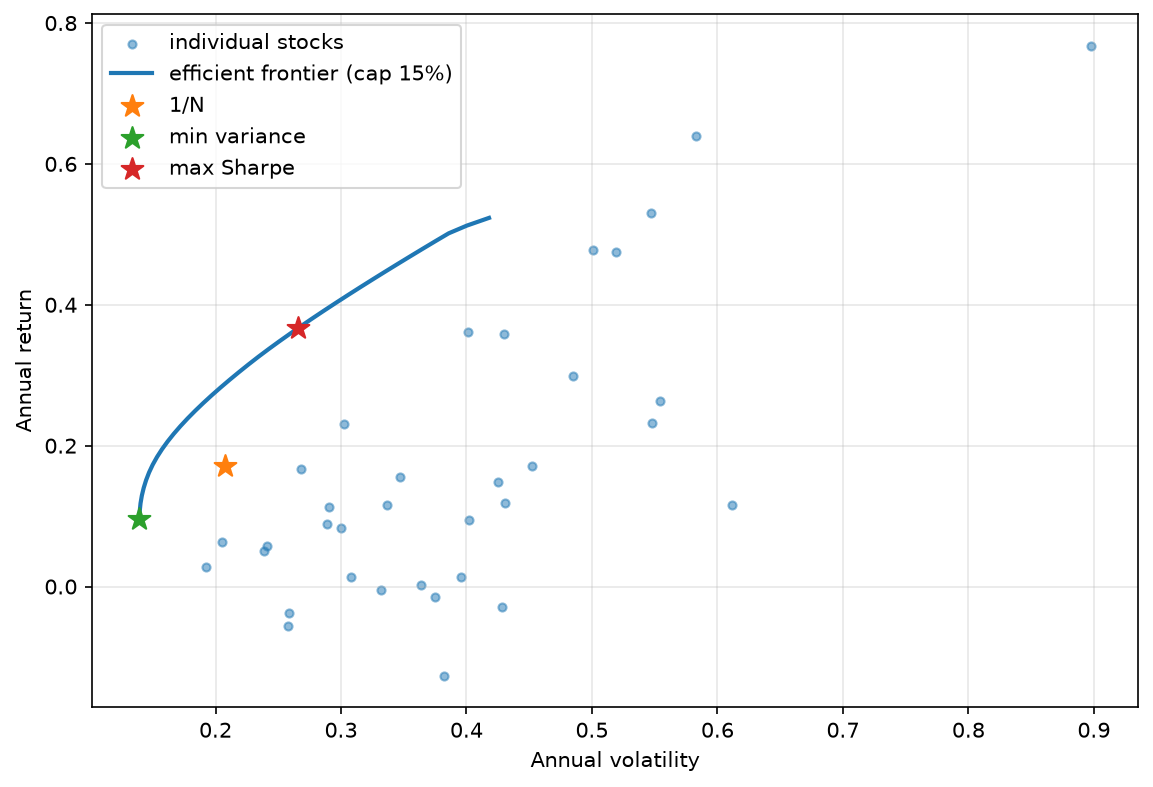 individual stocks
efficient frontier (cap 15%)
1/N
min variance
max Sharpe
Annual return
0.8
0.6
0.4
0.2
0.0
0.2 0.3 0.4 0.5 0.6 0.7 0.8 0.9
Annual volatility